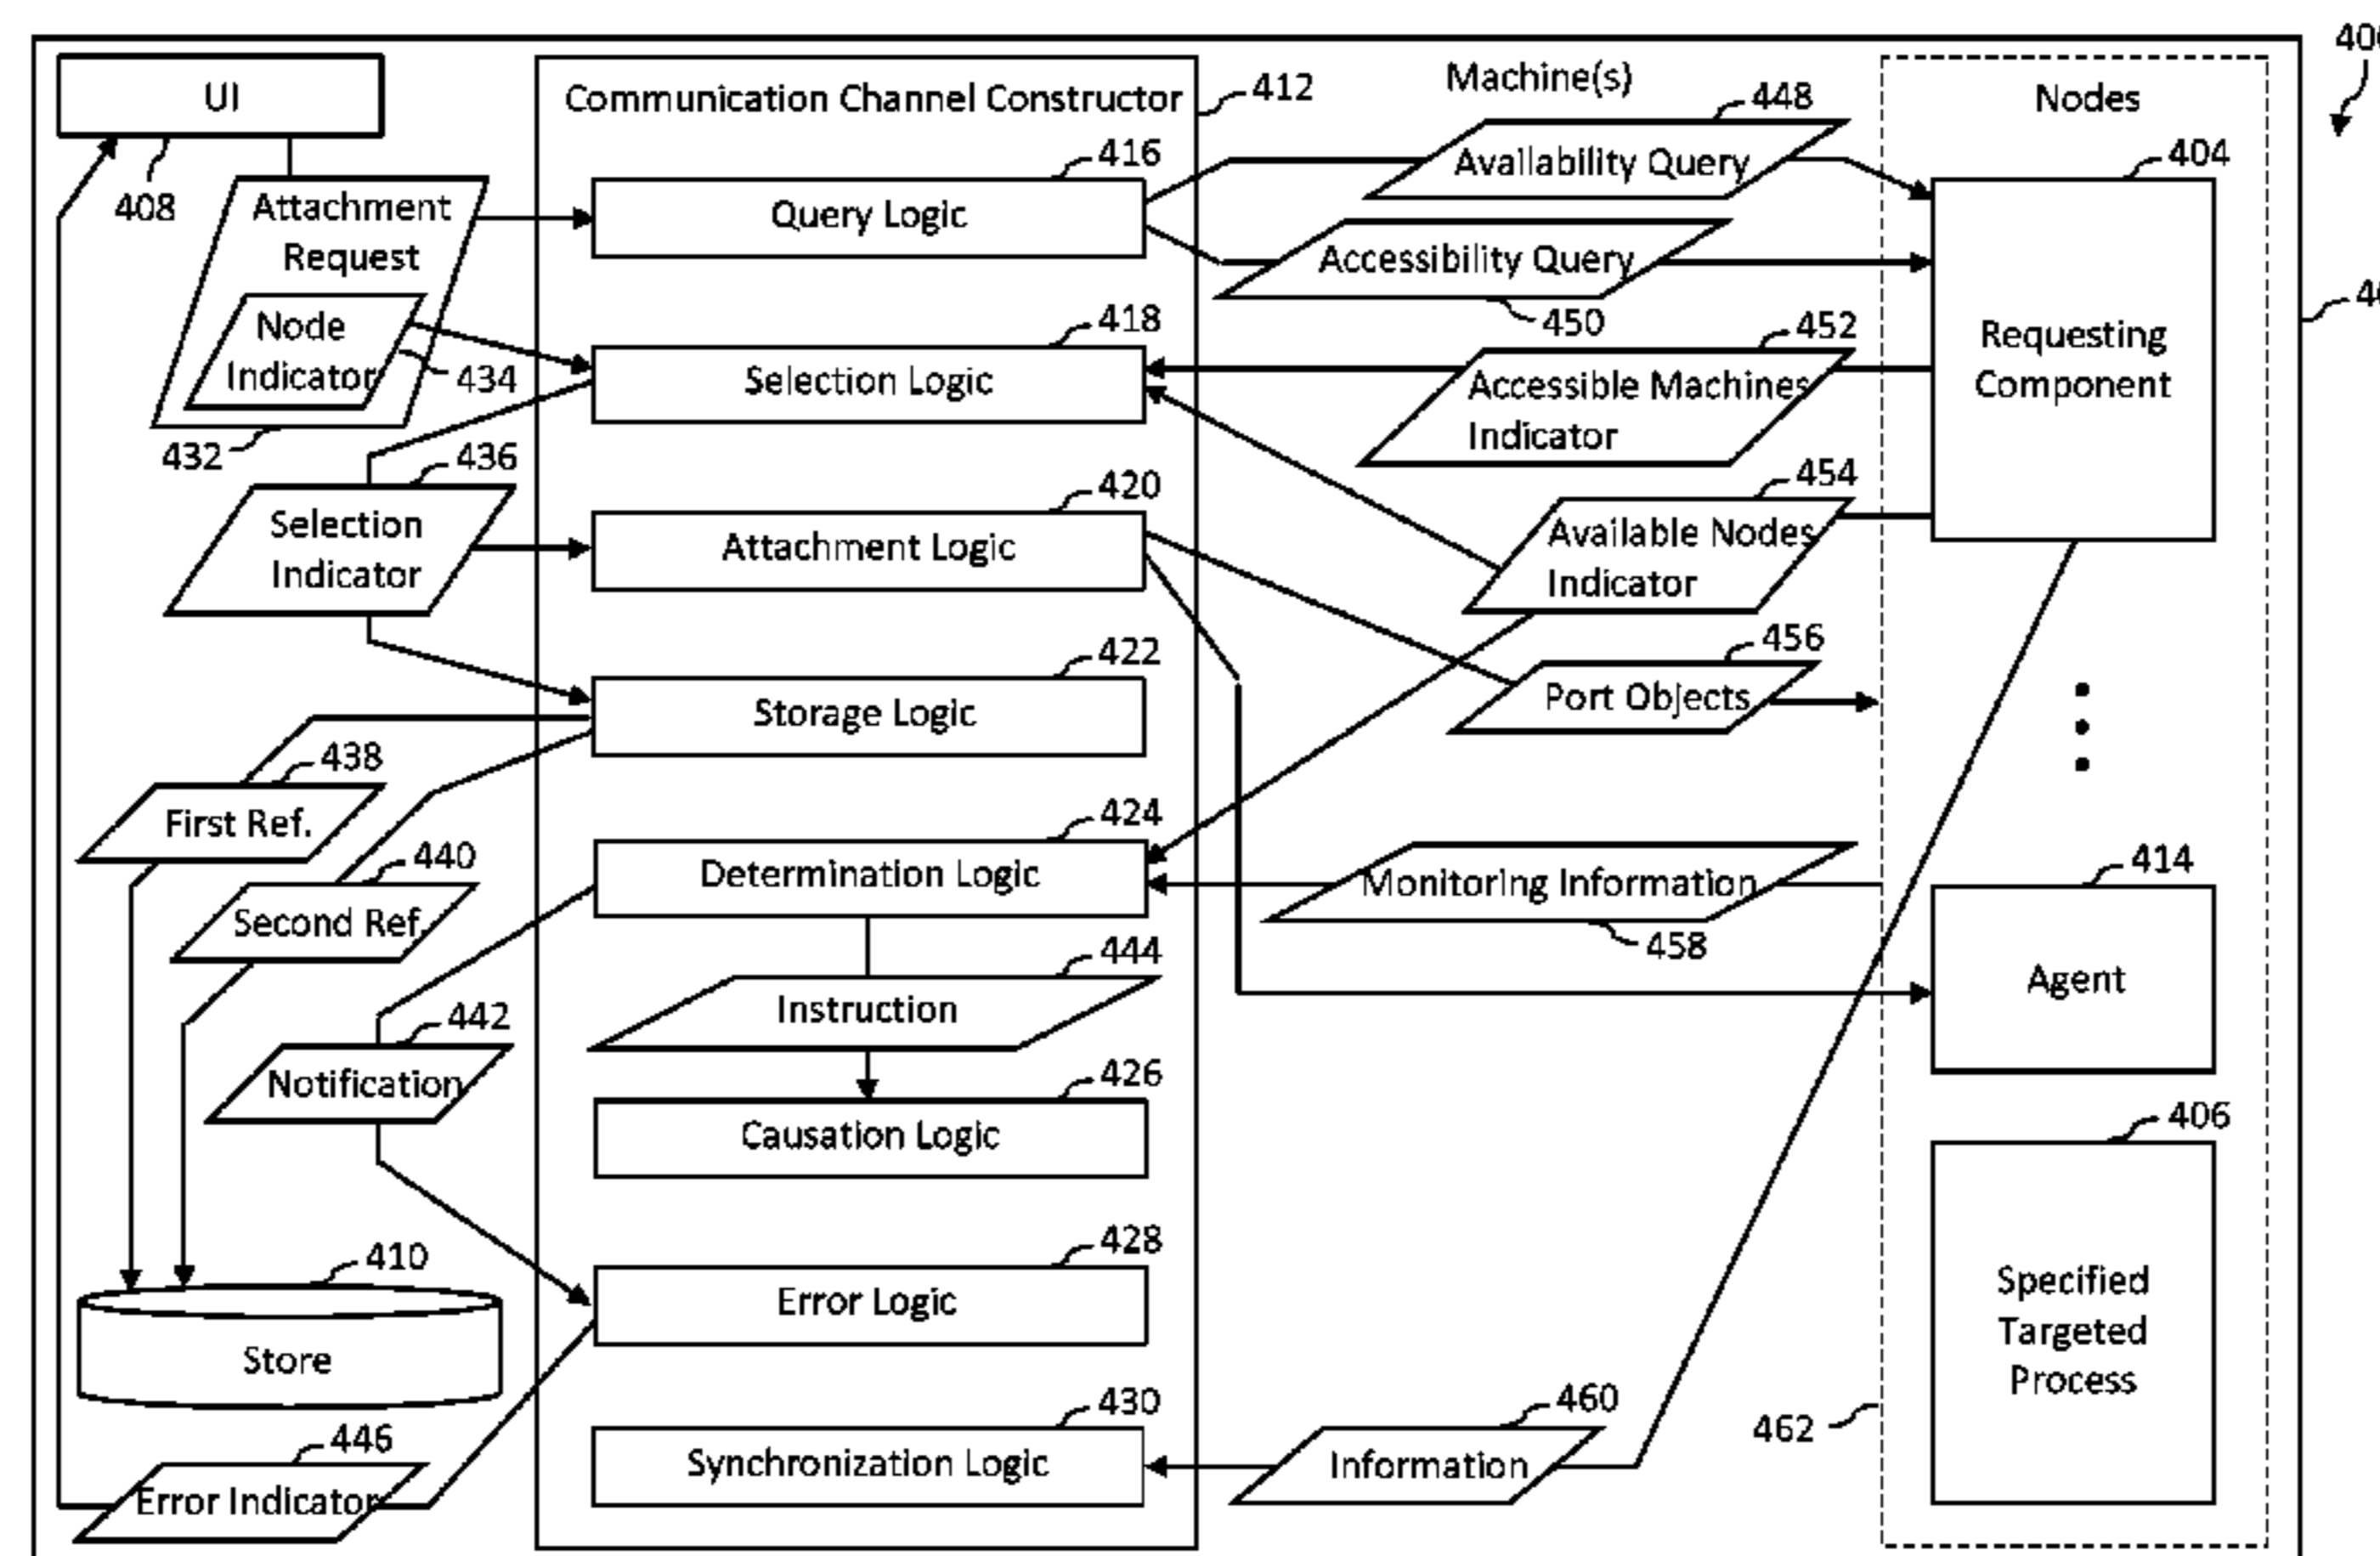 UI
408
Attachment
Request
Node
Indicator
434
432
436
Selection
Indicator
438
First Ref.
440
Second Ref.
442
Notification
410
Store
446
Error Indicator
Communication Channel Constructor
412
416
Query Logic
418
Selection Logic
420
Attachment Logic
422
Storage Logic
424
Determination Logic
444
Instruction
426
Causation Logic
428
Error Logic
430
Synchronization Logic
Machine(s)
448
Availability Query
Accessibility Query
450
452
Accessible Machines
Indicator
454
Available Nodes
Indicator
456
Port Objects
Monitoring Information
458
460
Information
462
Nodes
404
Requesting
Component
414
Agent
406
Specified
Targeted
Process